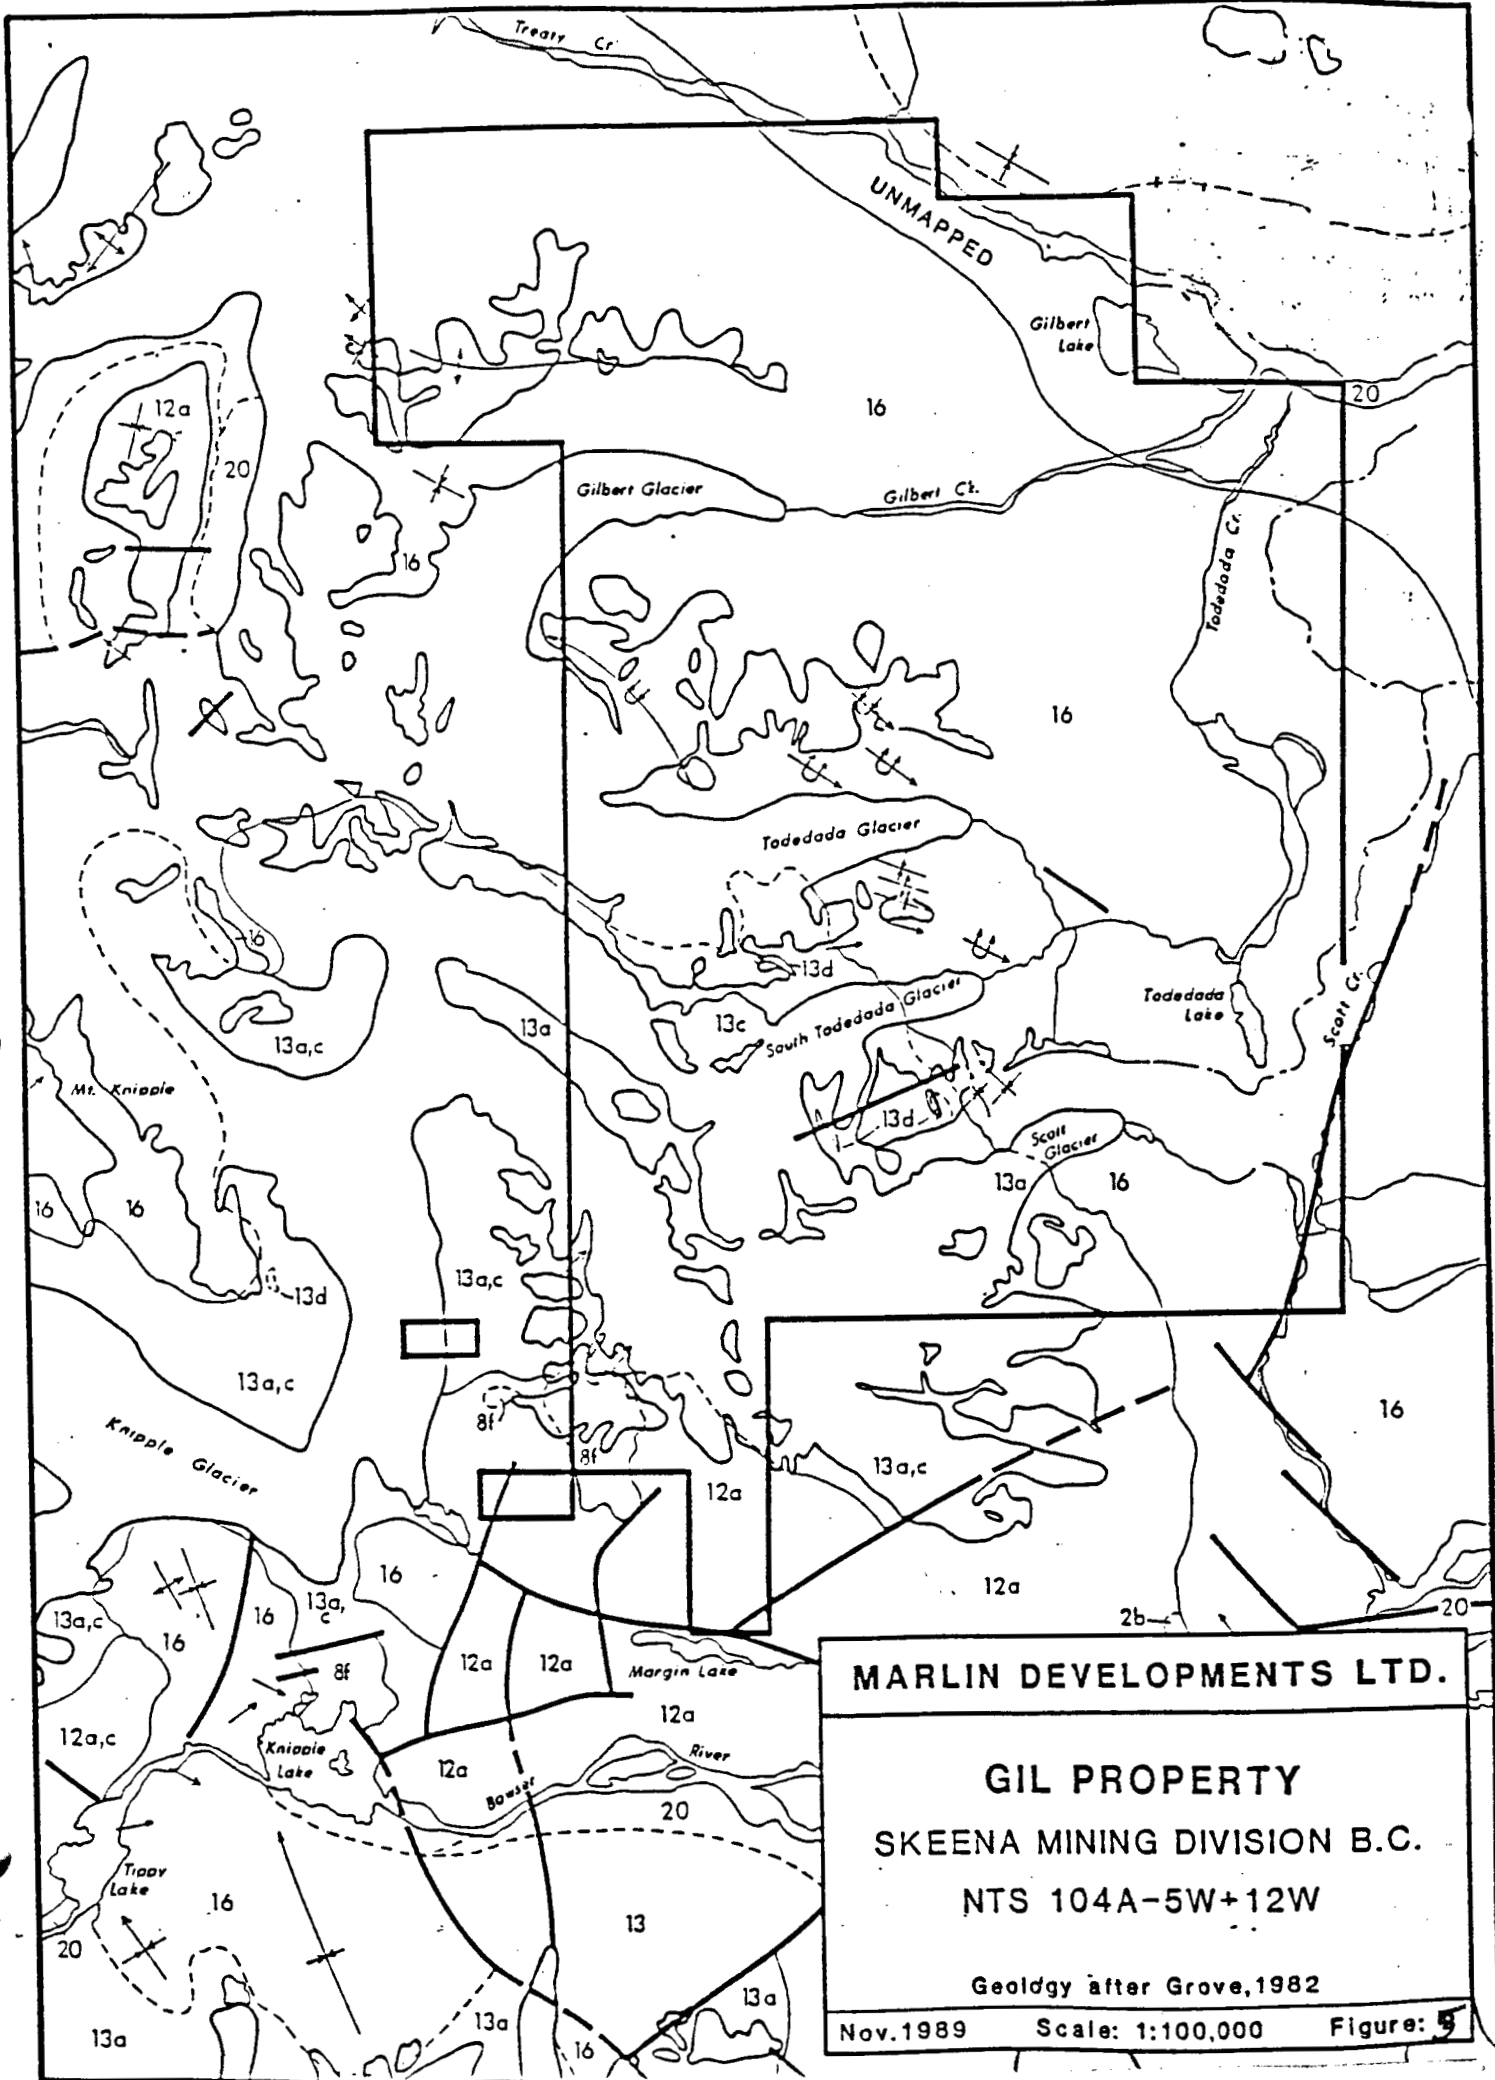 Treaty Cr.
UNMAPPED
Gilbert
Lake
20
16
12a
20
Gilbert Glacier
Gilbert Ck.
16
Todedada Cr.
16
Todedada Glacier
16
13d
Todedada
Lake
South Todedada Glacier
13c
13a
Scott Cr.
13a,c
Mt. Knipple
13d
Scott
Glacier
13a
16
16
16
13a,c
13d
13a,c
16
Knipple Glacier
8f
8f
13a,c
12a
16
12a
13a,c
16
16
13a,
c
2b
20
8f
12a
12a
Margin Lake
12a,c
12a
Knipple
Lake
12a
Bowser
River
20
Tippy
Lake
16
20
13
13a
13a
13a
16
MARLIN DEVELOPMENTS LTD.
GIL PROPERTY
SKEENA MINING DIVISION B.C.
NTS 104A-5W+12W
Geology after Grove, 1982
Nov. 1989
Scale: 1:100,000
Figure: 5